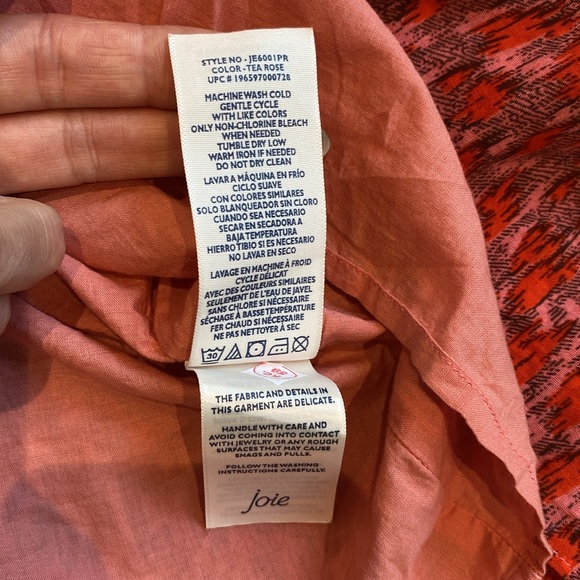 STYLE NO - JE6001PR
COLOR - TEA ROSE
UPC # 196597000728
MACHINE WASH COLD
GENTLE CYCLE
WITH LIKE COLORS
ONLY NON-CHLORINE BLEACH
WHEN NEEDED
TUMBLE DRY LOW
WARM IRON IF NEEDED
DO NOT DRY CLEAN
LAVAR A MÁQUINA EN FRÍO
CICLO SUAVE
CON COLORES SIMILARES
SOLO BLANQUEADOR SIN CLORO
CUANDO SEA NECESARIO
SECAR EN SECADORA A
BAJA TEMPERATURA
HIERRO TIBIO SI ES NECESARIO
NO LAVAR EN SECO
LAVAGE EN MACHINE À FROID
CYCLE DÉLICAT
AVEC DES COULEURS SIMILAIRES
SEULEMENT DE L'EAU DE JAVEL
SANS CHLOR SI NÉCESSAIRE
SÉCHAGE À BASSE TEMPÉRATURE
FER CHAUD SI NÉCESSAIRE
NE PAS NETTOYER À SEC
30
THE FABRIC AND DETAILS IN
THIS GARMENT ARE DELICATE.
HANDLE WITH CARE AND
AVOID COMING INTO CONTACT
WITH JEWELRY OR ANY ROUGH
SURFACES THAT MAY CAUSE
SNAGS AND PULLS.
FOLLOW THE WASHING
INSTRUCTIONS CAREFULLY.
joie